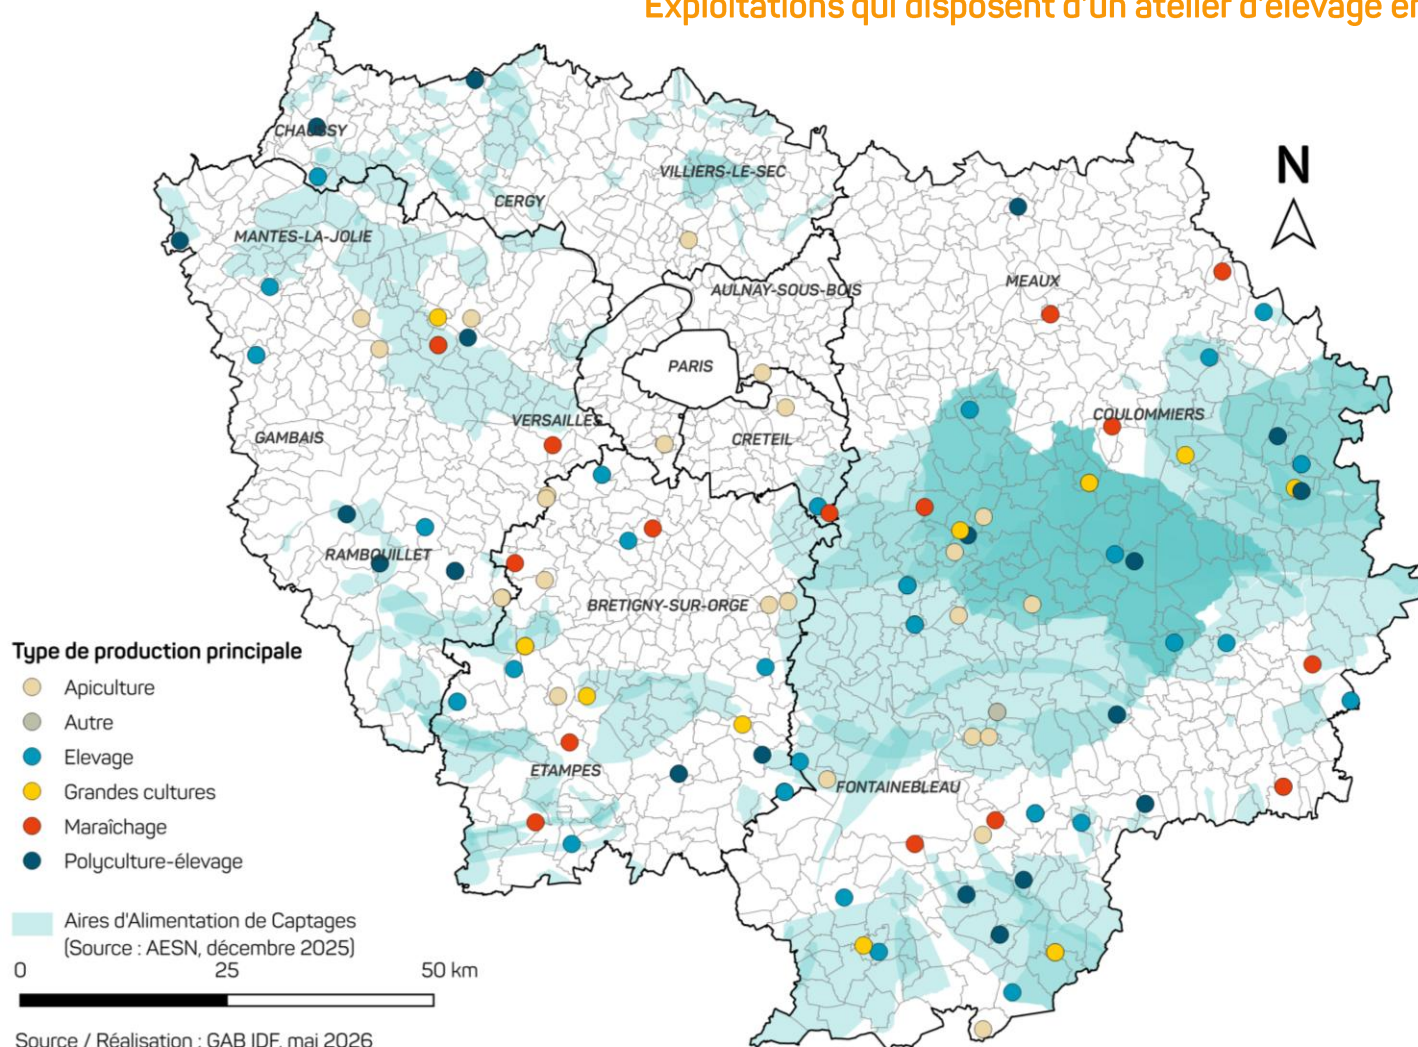 Exploitations qui disposent d'un atelier d'élevage en
N
CHAUSSY
VILLIERS-LE-SEC
CERGY
MANTES-LA-JOLIE
MEAUX
AULNAY-SOUS-BOIS
PARIS
COULOMMIERS
VERSAILLES
GAMBAIS
CRETEIL
RAMBOUILLET
BRETIGNY-SUR-ORGE
ETAMPES
FONTAINEBLEAU
Type de production principale
Apiculture
Autre
Elevage
Grandes cultures
Maraîchage
Polyculture-élevage
Aires d'Alimentation de Captages
(Source : AESN, décembre 2025)
0 25 50 km
Source / Réalisation : GAB IDF, mai 2026